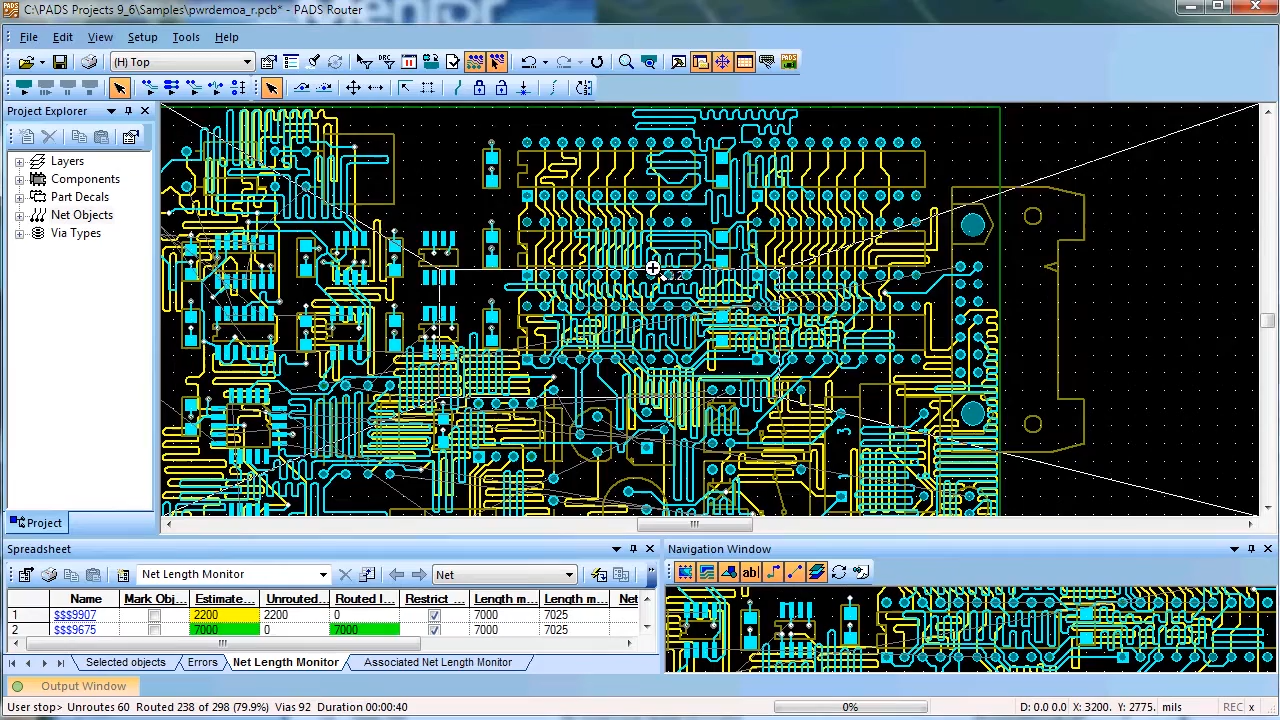 C:\PADS Projects 9_6\Samples\pwrdemoa_r.pcb* - PADS Router
File Edit View Setup Tools Help
(H) Top
Project Explorer
Layers
Components
Part Decals
Net Objects
Via Types
Project
Spreadsheet
Net Length Monitor
Net
Name Mark Obj... Estimate... Unrouted... Routed l... Restrict ... Length m... Length m... Net
1 $$$9907 2200 2200 0 7000 7025
2 $$$9675 7000 0 7000 7000 7025
Selected objects Errors Net Length Monitor Associated Net Length Monitor
Navigation Window
ab|
Output Window
User stop> Unroutes 60 Routed 238 of 298 (79.9%) Vias 92 Duration 00:00:40
0%
D: 0.0 0.0 X: 3200. Y: 2775. mils REC x